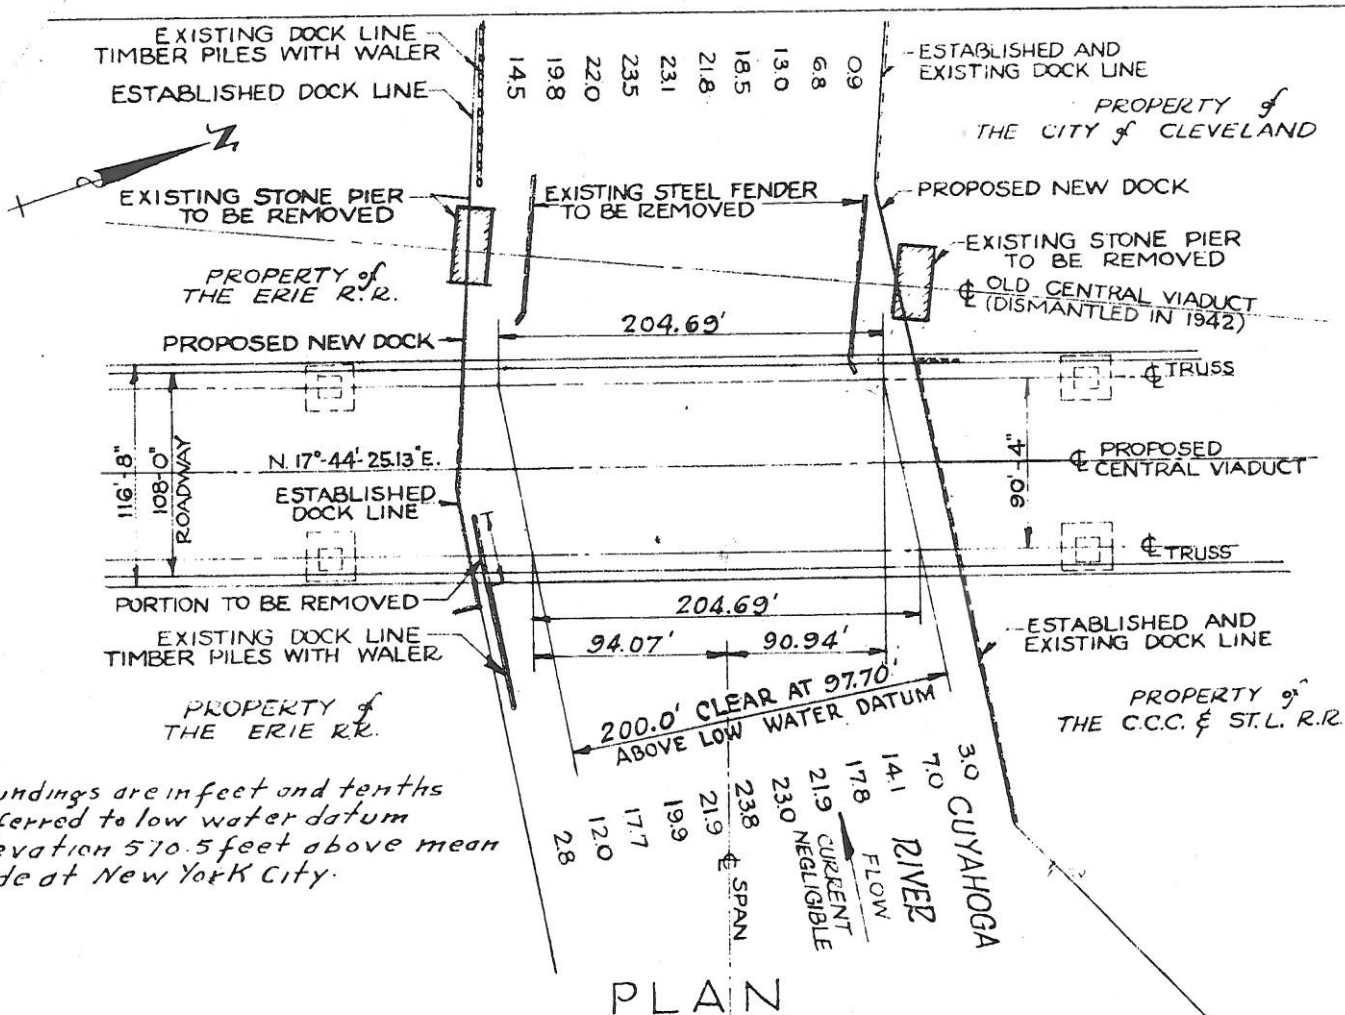 EXISTING DOCK LINE
TIMBER PILES WITH WALER
ESTABLISHED DOCK LINE
14.5
19.8
22.0
23.5
23.1
21.8
18.5
13.0
6.8
0.9
ESTABLISHED AND
EXISTING DOCK LINE
PROPERTY of
THE CITY of CLEVELAND
N
EXISTING STONE PIER
TO BE REMOVED
EXISTING STEEL FENDER
TO BE REMOVED
PROPOSED NEW DOCK
EXISTING STONE PIER
TO BE REMOVED
PROPERTY of
THE ERIE R.R.
℄ OLD CENTRAL VIADUCT
(DISMANTLED IN 1942)
204.69'
PROPOSED NEW DOCK
℄ TRUSS
116'-8"
108'-0"
ROADWAY
N. 17°-44'-25.13" E.
90'-4"
℄ PROPOSED
CENTRAL VIADUCT
ESTABLISHED
DOCK LINE
℄ TRUSS
PORTION TO BE REMOVED
204.69'
EXISTING DOCK LINE
TIMBER PILES WITH WALER
94.07'
90.94'
ESTABLISHED AND
EXISTING DOCK LINE
200.0' CLEAR AT 97.70'
ABOVE LOW WATER DATUM
PROPERTY of
THE ERIE R.R.
PROPERTY of
THE C.C.C. & ST. L. R.R.
undings are in feet and tenths
ferred to low water datum
evation 570.5 feet above mean
de at New York City.
2.8
12.0
17.7
19.9
21.9
23.8
23.0
21.9
17.8
14.1
7.0
3.0
℄ SPAN
CURRENT
NEGLIGIBLE
FLOW
CUYAHOGA
RIVER
PLAN